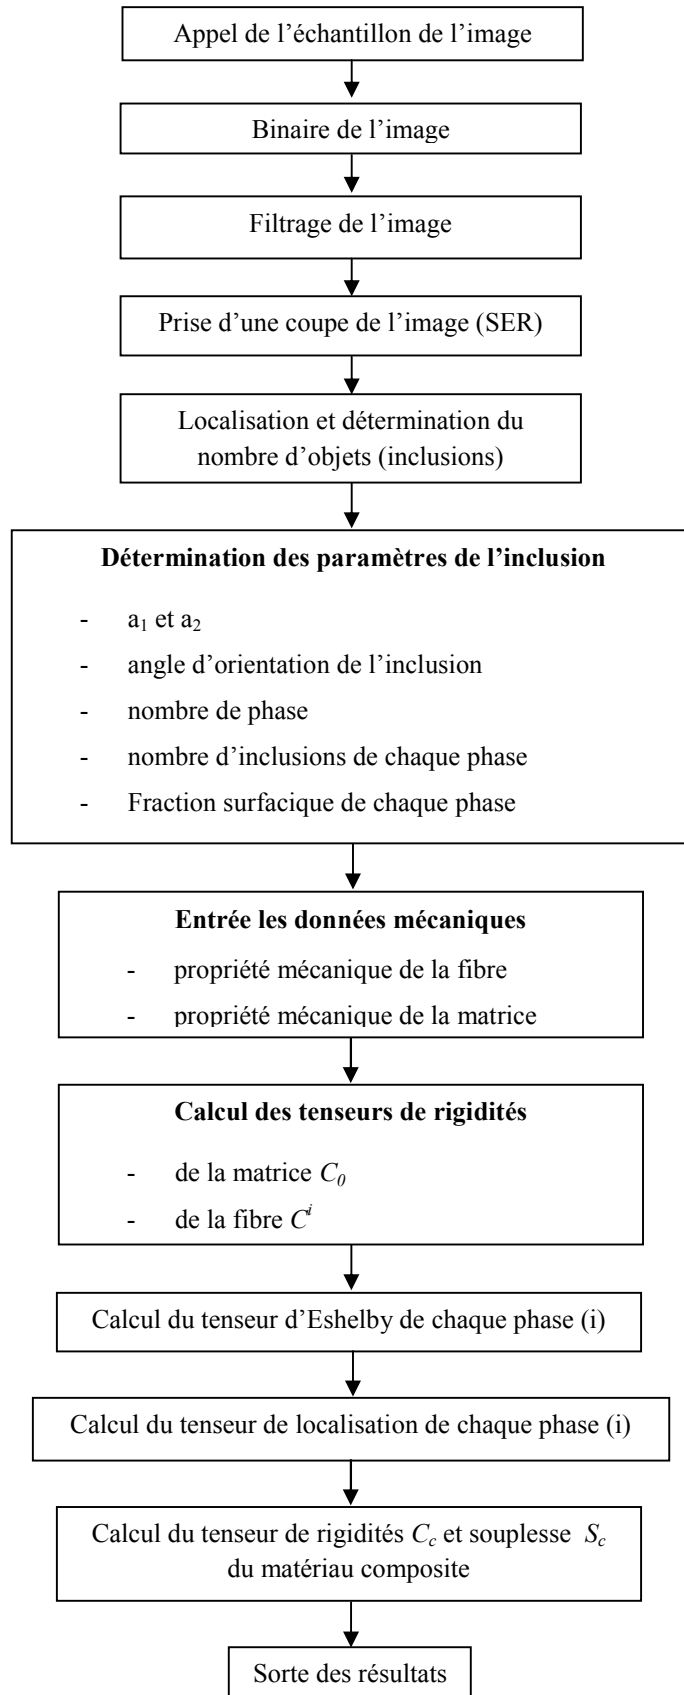 Appel de l’échantillon de l’image
Binaire de l’image
Filtrage de l’image
Prise d’une coupe de l’image (SER)
Localisation et détermination du
nombre d’objets (inclusions)
Détermination des paramètres de l’inclusion
- a₁ et a₂
- angle d’orientation de l’inclusion
- nombre de phase
- nombre d’inclusions de chaque phase
- Fraction surfacique de chaque phase
Entrée les données mécaniques
- propriété mécanique de la fibre
- propriété mécanique de la matrice
Calcul des tenseurs de rigidités
- de la matrice C₀
- de la fibre Cⁱ
Calcul du tenseur d’Eshelby de chaque phase (i)
Calcul du tenseur de localisation de chaque phase (i)
Calcul du tenseur de rigidités C_c et souplesse S_c
du matériau composite
Sorte des résultats